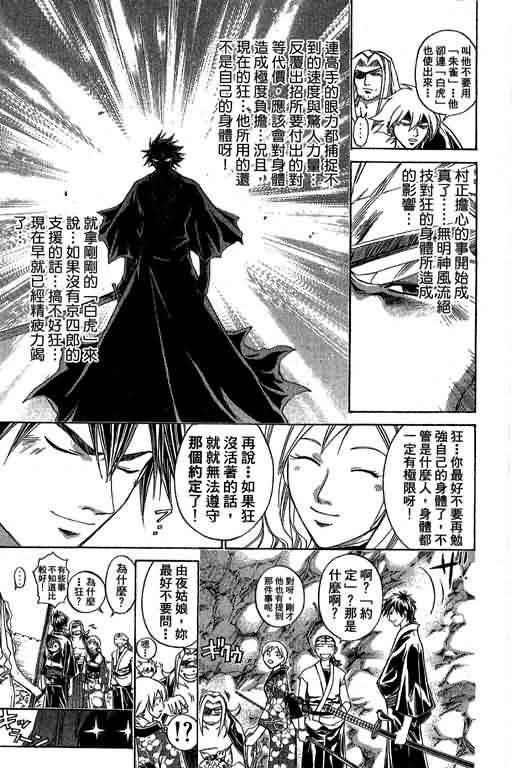 叫他不要用
「朱雀」…他
卻連「白虎」
也使出來…
村正擔心的事開始成
真了……無明神風流絕
技對狂的身體所造成
的影響…
連高手的眼力都捕捉不
到的速度與驚人力量…
反覆出招所要付出的對
等代價，應該會對身體
造成極度負擔…況且，
現在的狂…他所用的還
不是自己的身體呀！
就拿剛剛的「白虎」來
說…如果沒有京四郎的
支援的話…搞不好狂…
現在早就已經精疲力竭
了…
狂…你最好不要再勉
強自己的身體了，不
管是什麼人，身體都
一定有極限呀！
再說…如果狂
沒活著的話，
就無法遵守
那個約定了！
啊？「約
定」？那是
什麼啊？
對呀，剛才
他也有提到
那件事呢。
由夜姑娘，妳
最好不要問…
嗯…
!?
為什麼
…狂？
為什麼？
有些事
不知道比
較好！